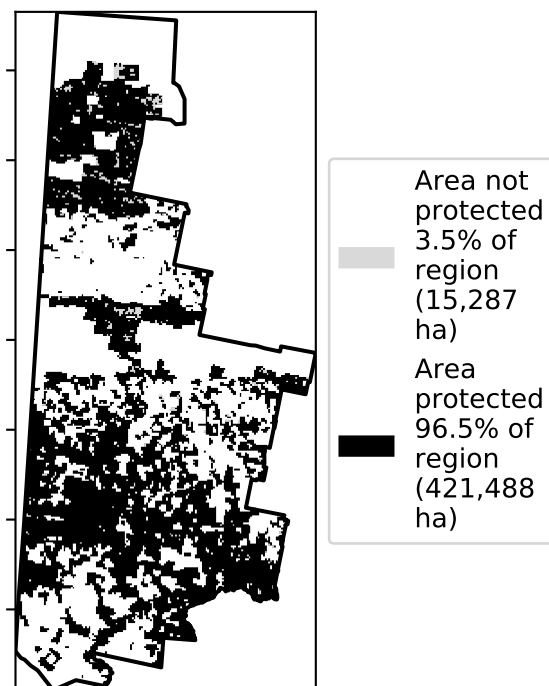 Area not
protected
3.5% of
region
(15,287
ha)
Area
protected
96.5% of
region
(421,488
ha)